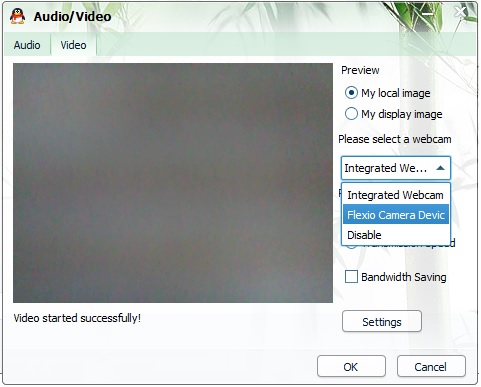 Audio/Video
Audio
Video
Preview
My local image
My display image
Please select a webcam
Integrated We...
Integrated Webcam
Flexio Camera Devic
Disable
Bandwidth Saving
Video started successfully!
Settings
OK
Cancel